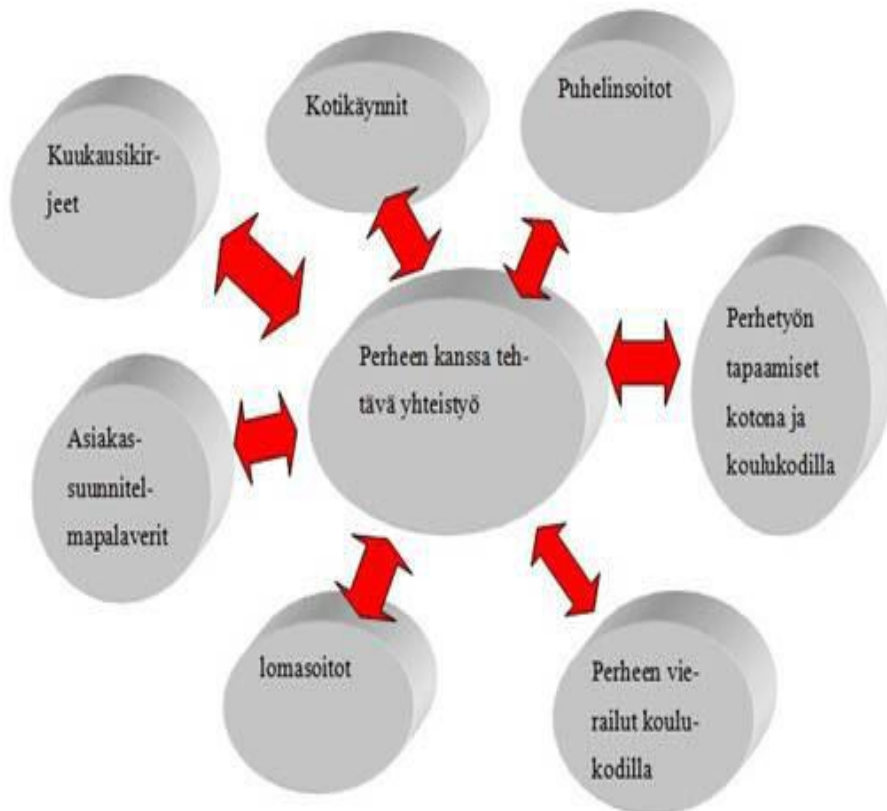 Kotikäynnit
Puhelinsoitot
Kuukausikir-
jeet
Perheen kanssa teh-
tävä yhteistyö
Perhetyön
tapaamiset
kotona ja
koulukodilla
Asiakas-
suunnitel-
mapalaverit
lomasoitot
Perheen vie-
railut koulu-
kodilla